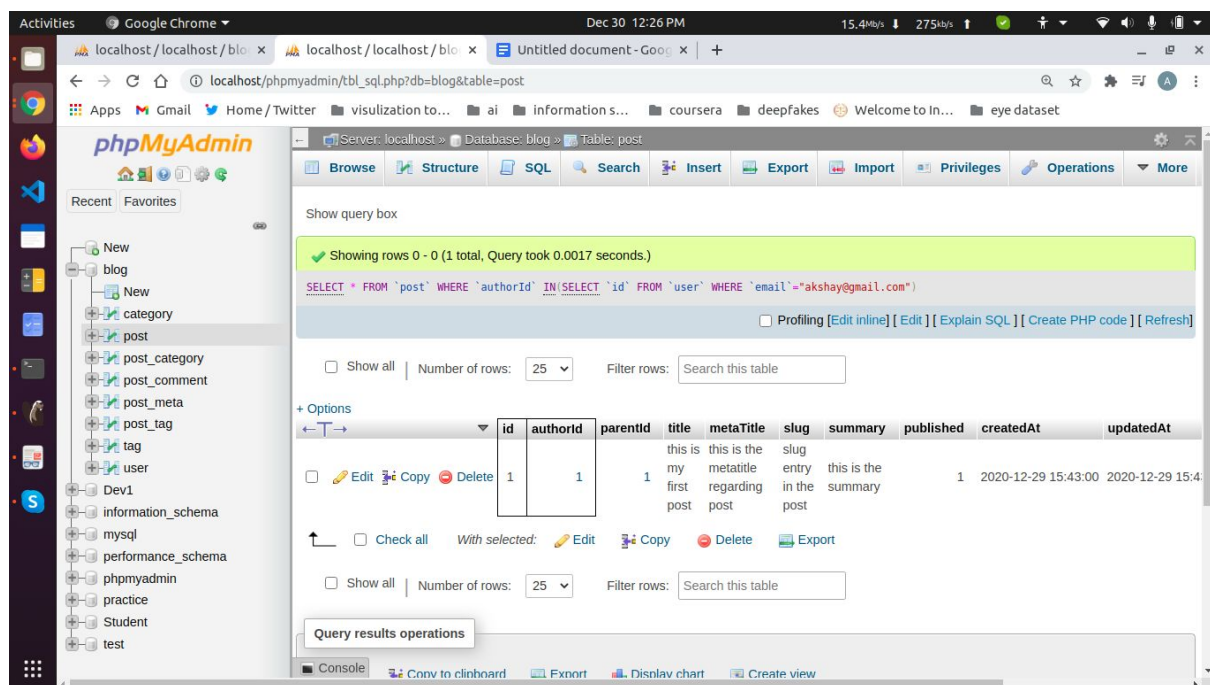 Activities Google Chrome Dec 30 12:26 PM 15.4Mb/s 275kb/s
localhost / localhost / blo localhost / localhost / blo Untitled document - Goog
localhost/phpmyadmin/tbl_sql.php?db=blog&table=post
Apps Gmail Home / Twitter visulization to... ai information s... coursera deepfakes Welcome to In... eye dataset
phpMyAdmin
Recent Favorites
New
blog
New
category
post
post_category
post_comment
post_meta
post_tag
tag
user
Dev1
information_schema
mysql
performance_schema
phpmyadmin
practice
Student
test
Server: localhost » Database: blog » Table: post
Browse Structure SQL Search Insert Export Import Privileges Operations More
Show query box
Showing rows 0 - 0 (1 total, Query took 0.0017 seconds.)
SELECT * FROM `post` WHERE `authorId` IN(SELECT `id` FROM `user` WHERE `email`="akshay@gmail.com")
Profiling [Edit inline] [ Edit ] [ Explain SQL ] [ Create PHP code ] [ Refresh]
Show all | Number of rows: 25 Filter rows: Search this table
+ Options
←T→ id authorId parentId title metaTitle slug summary published createdAt updatedAt
this is this is the slug
my metatitle entry this is the
Edit Copy Delete 1 1 1 first regarding in the summary 1 2020-12-29 15:43:00 2020-12-29 15:4
post post post
Check all With selected: Edit Copy Delete Export
Show all | Number of rows: 25 Filter rows: Search this table
Query results operations
Console Copy to clipboard Export Display chart Create view